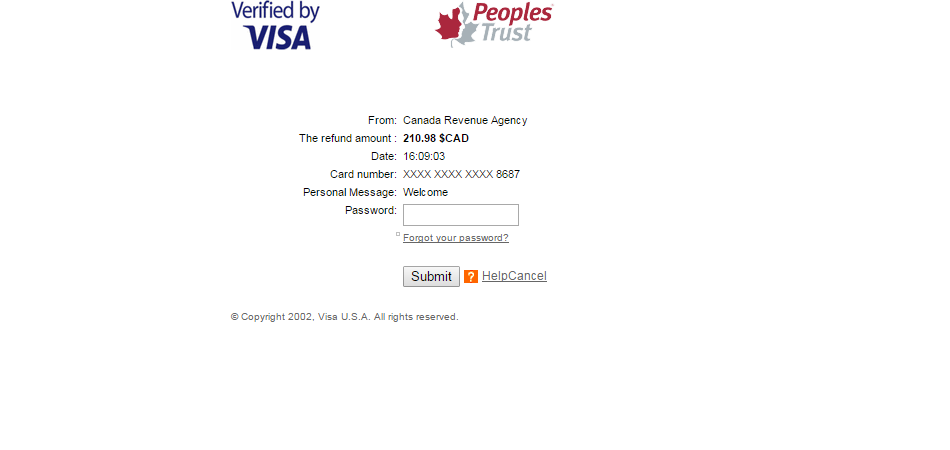 Verified by
VISA
Peoples
Trust
From: Canada Revenue Agency
The refund amount : 210.98 $CAD
Date: 16:09:03
Card number: XXXX XXXX XXXX 8687
Personal Message: Welcome
Password:
Forgot your password?
Submit ? HelpCancel
© Copyright 2002, Visa U.S.A. All rights reserved.